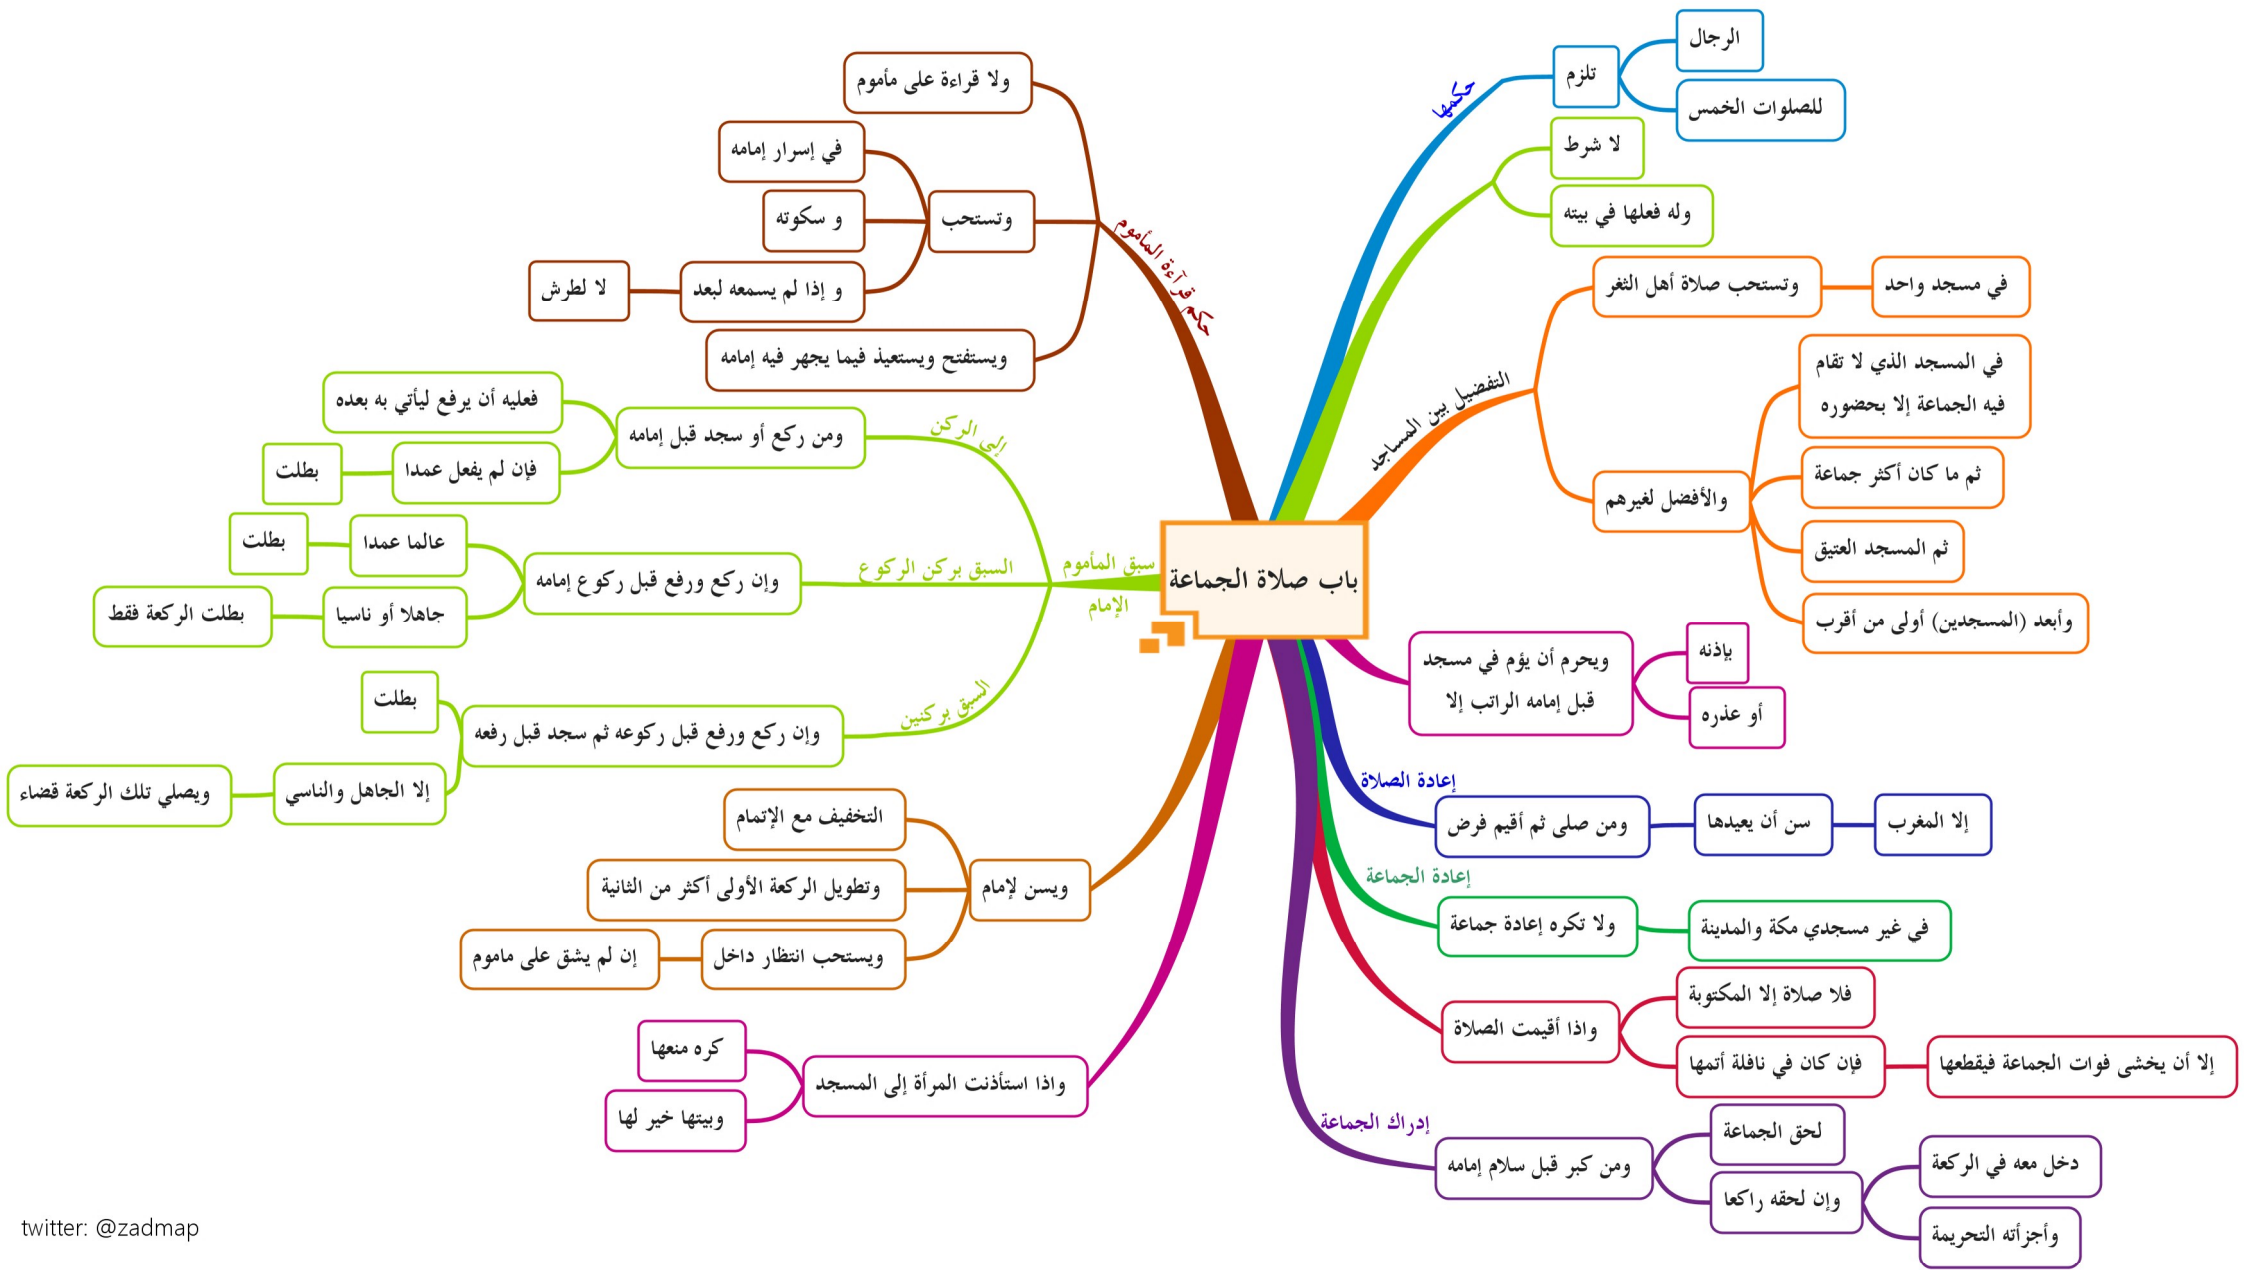 باب صلاة الجماعة
حكمها
تلزم
الرجال
للصلوات الخمس
لا شرط
وله فعلها في بيته
التفضيل بين المساجد
وتستحب صلاة أهل الثغر
في مسجد واحد
والأفضل لغيرهم
في المسجد الذي لا تقام
فيه الجماعة إلا بحضوره
ثم ما كان أكثر جماعة
ثم المسجد العتيق
وأبعد (المسجدين) أولى من أقرب
ويحرم أن يؤم في مسجد
قبل إمامه الراتب إلا
بإذنه
أو عذره
إعادة الصلاة
ومن صلى ثم أقيم فرض
سن أن يعيدها
إلا المغرب
إعادة الجماعة
ولا تكره إعادة جماعة
في غير مسجدي مكة والمدينة
واذا أقيمت الصلاة
فلا صلاة إلا المكتوبة
فإن كان في نافلة أتمها
إلا أن يخشى فوات الجماعة فيقطعها
إدراك الجماعة
ومن كبر قبل سلام إمامه
لحق الجماعة
وإن لحقه راكعا
دخل معه في الركعة
وأجزأته التحريمة
حكم قرآءة المأموم
ولا قراءة على مأموم
وتستحب
في إسرار إمامه
و سكوته
و إذا لم يسمعه لبعد
لا لطرش
ويستفتح ويستعيذ فيما يجهر فيه إمامه
سبق المأموم
الإمام
إلى الركن
ومن ركع أو سجد قبل إمامه
فعليه أن يرفع ليأتي به بعده
فإن لم يفعل عمدا
بطلت
السبق بركن الركوع
وإن ركع ورفع قبل ركوع إمامه
عالما عمدا
بطلت
جاهلا أو ناسيا
بطلت الركعة فقط
السبق بركنين
وإن ركع ورفع قبل ركوعه ثم سجد قبل رفعه
بطلت
إلا الجاهل والناسي
ويصلي تلك الركعة قضاء
ويسن لإمام
التخفيف مع الإتمام
وتطويل الركعة الأولى أكثر من الثانية
ويستحب انتظار داخل
إن لم يشق على ماموم
واذا استأذنت المرأة إلى المسجد
كره منعها
وبيتها خير لها
twitter: @zadmap